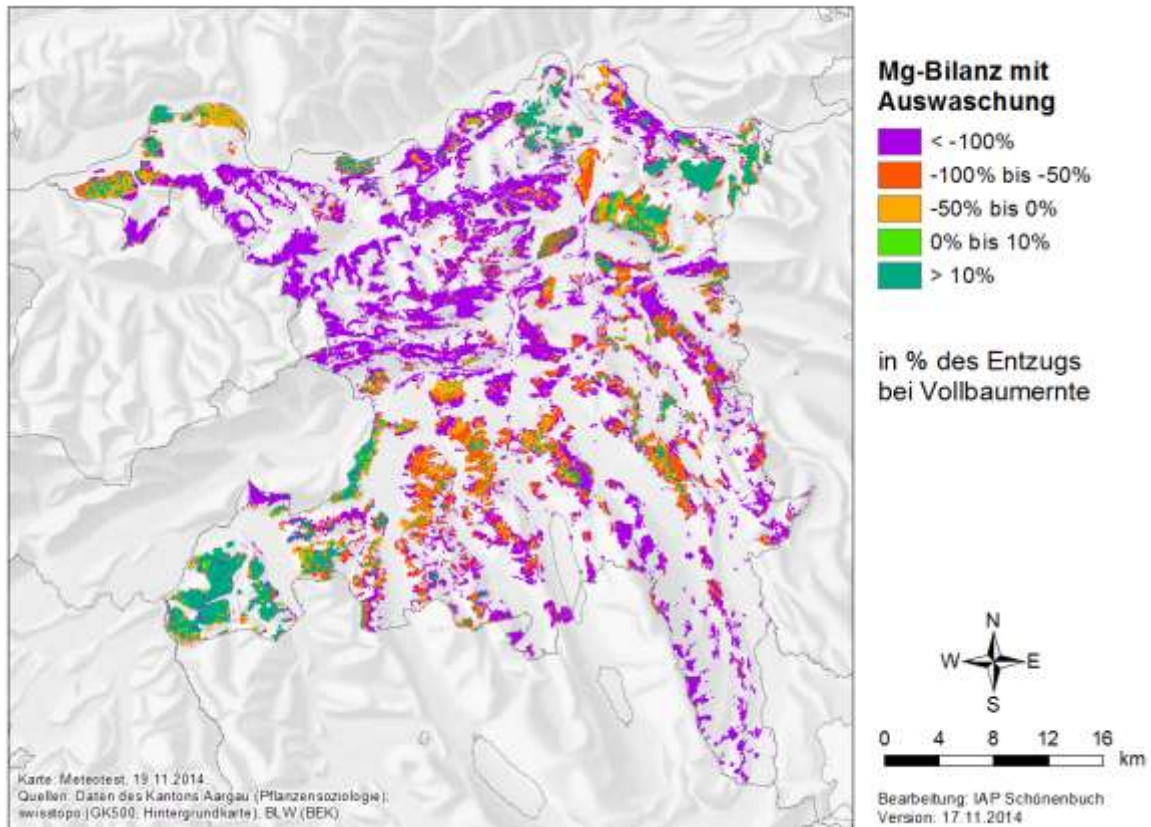 Mg-Bilanz mit
Auswaschung
< -100%
-100% bis -50%
-50% bis 0%
0% bis 10%
> 10%
in % des Entzugs
bei Vollbaumernte
N
W
E
S
0 4 8 12 16
km
Karte: Meteotest, 19.11.2014
Quellen: Daten des Kantons Aargau (Pflanzensoziologie);
swisstopo (GK500, Hintergrundkarte), BLW (BEK)
Bearbeitung: IAP Schönenbuch
Version: 17.11.2014